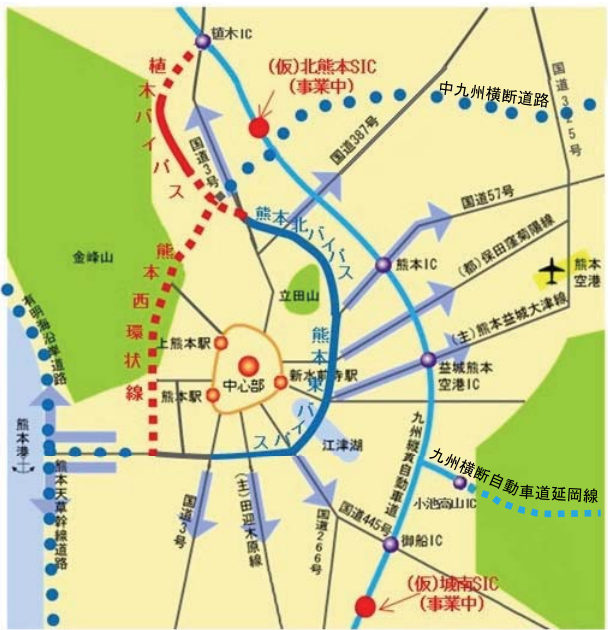 植木IC
(仮)北熊本SIC
(事業中)
中九州横断道路
植木バイパス
国道3号
国道387号
国道325号
国道57号
熊本北バイパス
(都)保田窪菊陽線
金峰山
熊本西環状線
立田山
熊本IC
熊本空港
有明海沿岸道路
(主)熊本益城大津線
上熊本駅
熊本東バイパス
益城熊本
空港IC
中心部
新水前寺駅
熊本駅
熊本港
江津湖
九州縦貫自動車道
九州横断自動車道延岡線
熊本天草幹線道路
国道3号
(主)田迎木原線
国道266号
国道445号
小池高山IC
御船IC
(仮)城南SIC
(事業中)